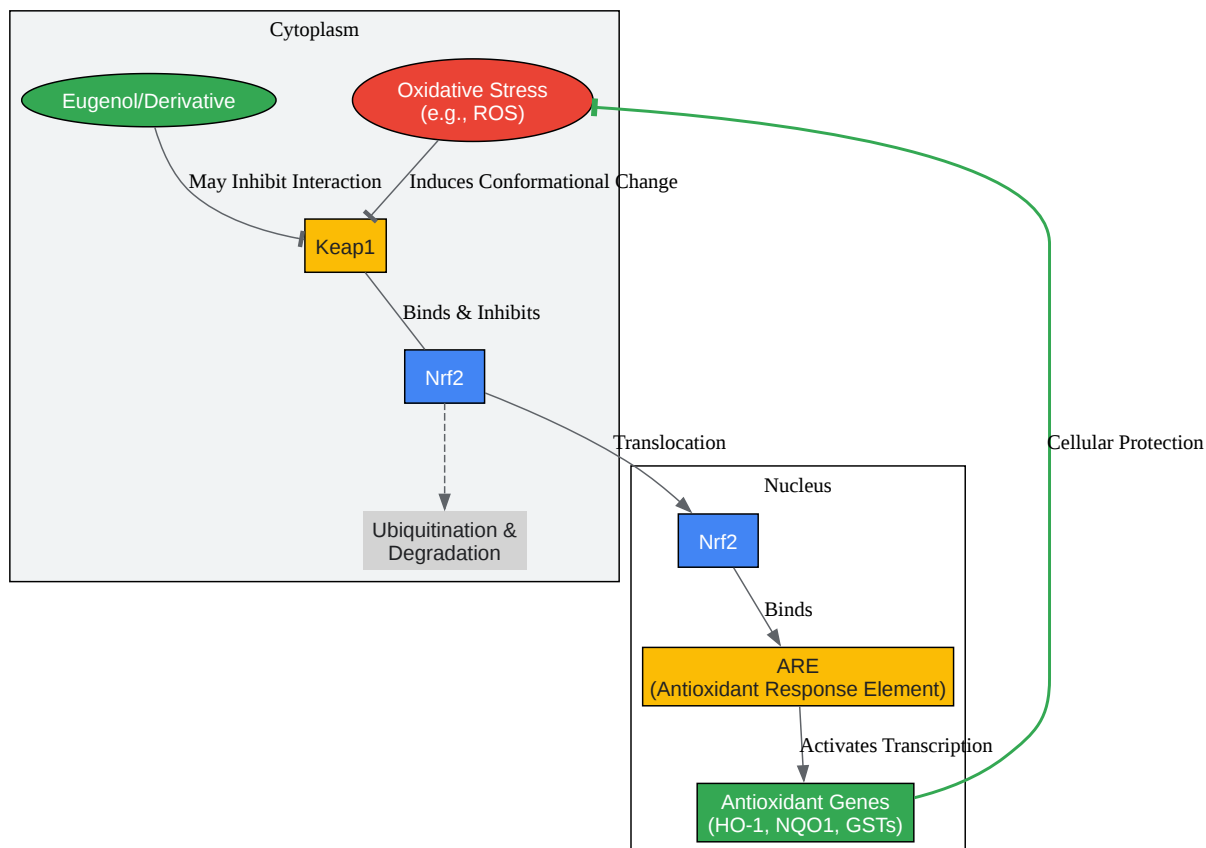 Cytoplasm
Eugenol/Derivative
Oxidative Stress
(e.g., ROS)
May Inhibit Interaction
Induces Conformational Change
Keap1
Binds & Inhibits
Nrf2
Translocation
Cellular Protection
Ubiquitination &
Degradation
Nucleus
Nrf2
Binds
ARE
(Antioxidant Response Element)
Activates Transcription
Antioxidant Genes
(HO-1, NQO1, GSTs)